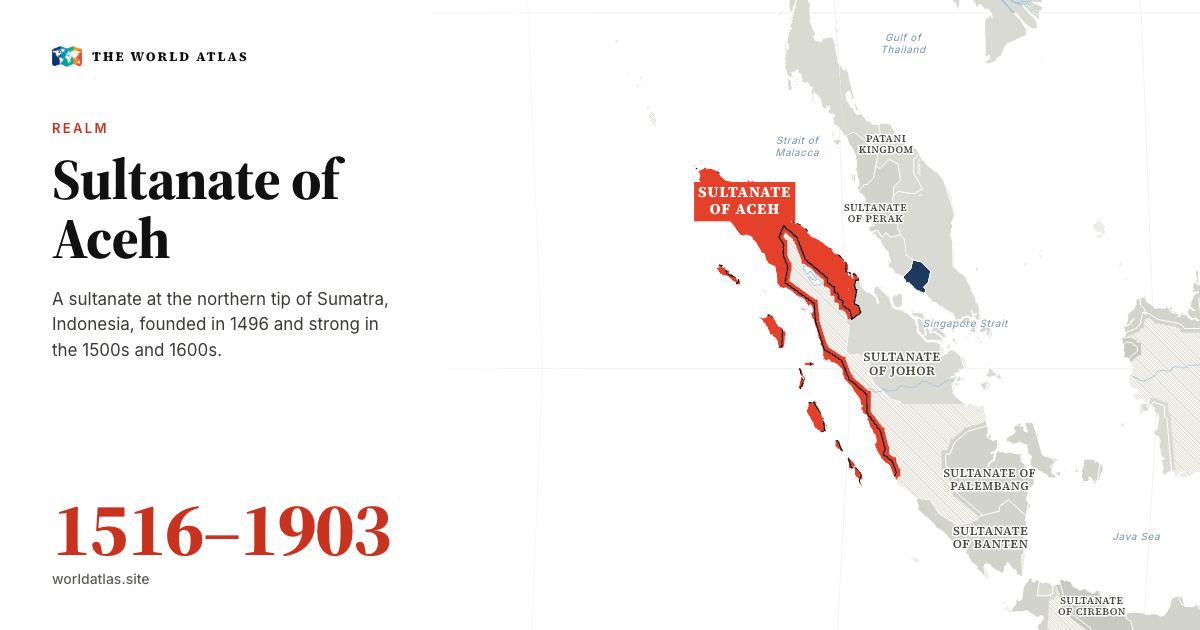 THE WORLD ATLAS
REALM
Sultanate of
Aceh
A sultanate at the northern tip of Sumatra,
Indonesia, founded in 1496 and strong in
the 1500s and 1600s.
1516–1903
worldatlas.site
Gulf of
Thailand
Strait of
Malacca
PATANI
KINGDOM
SULTANATE
OF ACEH
SULTANATE
OF PERAK
Singapore Strait
SULTANATE
OF JOHOR
SULTANATE OF
PALEMBANG
SULTANATE
OF BANTEN
Java Sea
SULTANATE
OF CIREBON